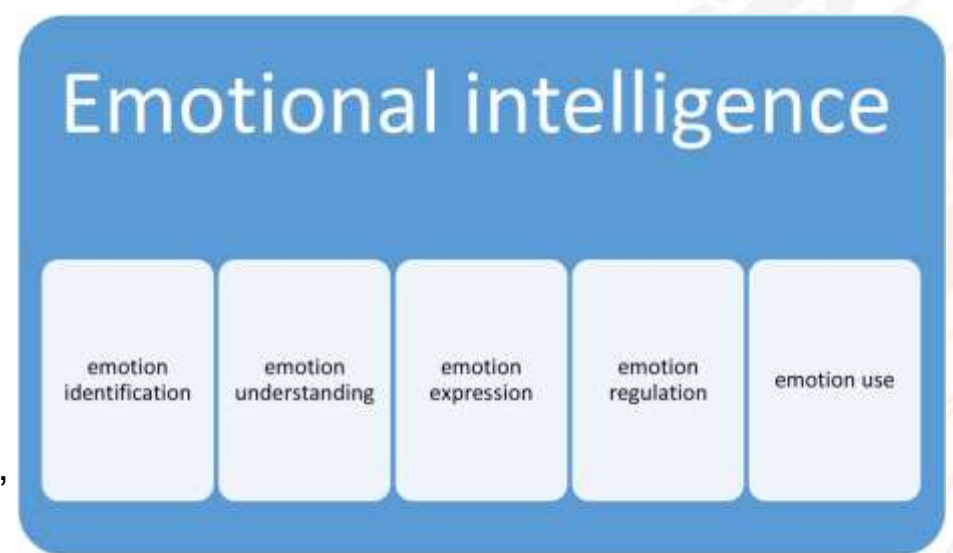 Emotional intelligence
emotion
identification
emotion
understanding
emotion
expression
emotion
regulation
emotion use
,